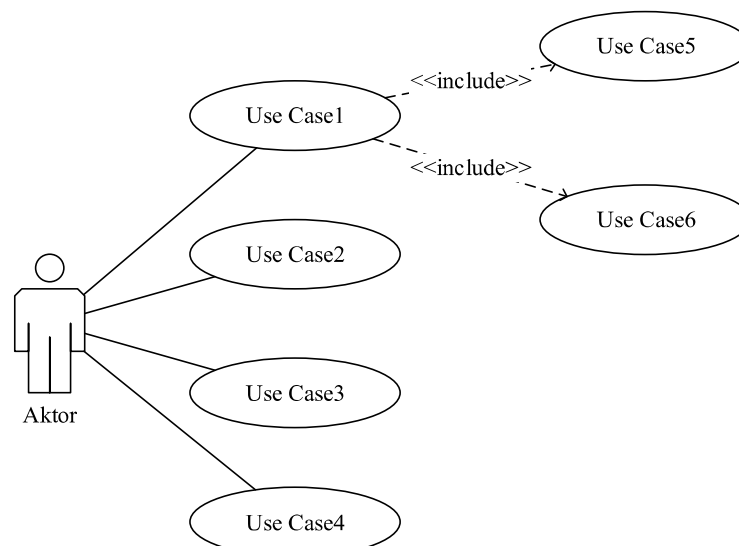 Use Case5
<<include>>
Use Case1
<<include>>
Use Case6
Use Case2
Use Case3
Aktor
Use Case4